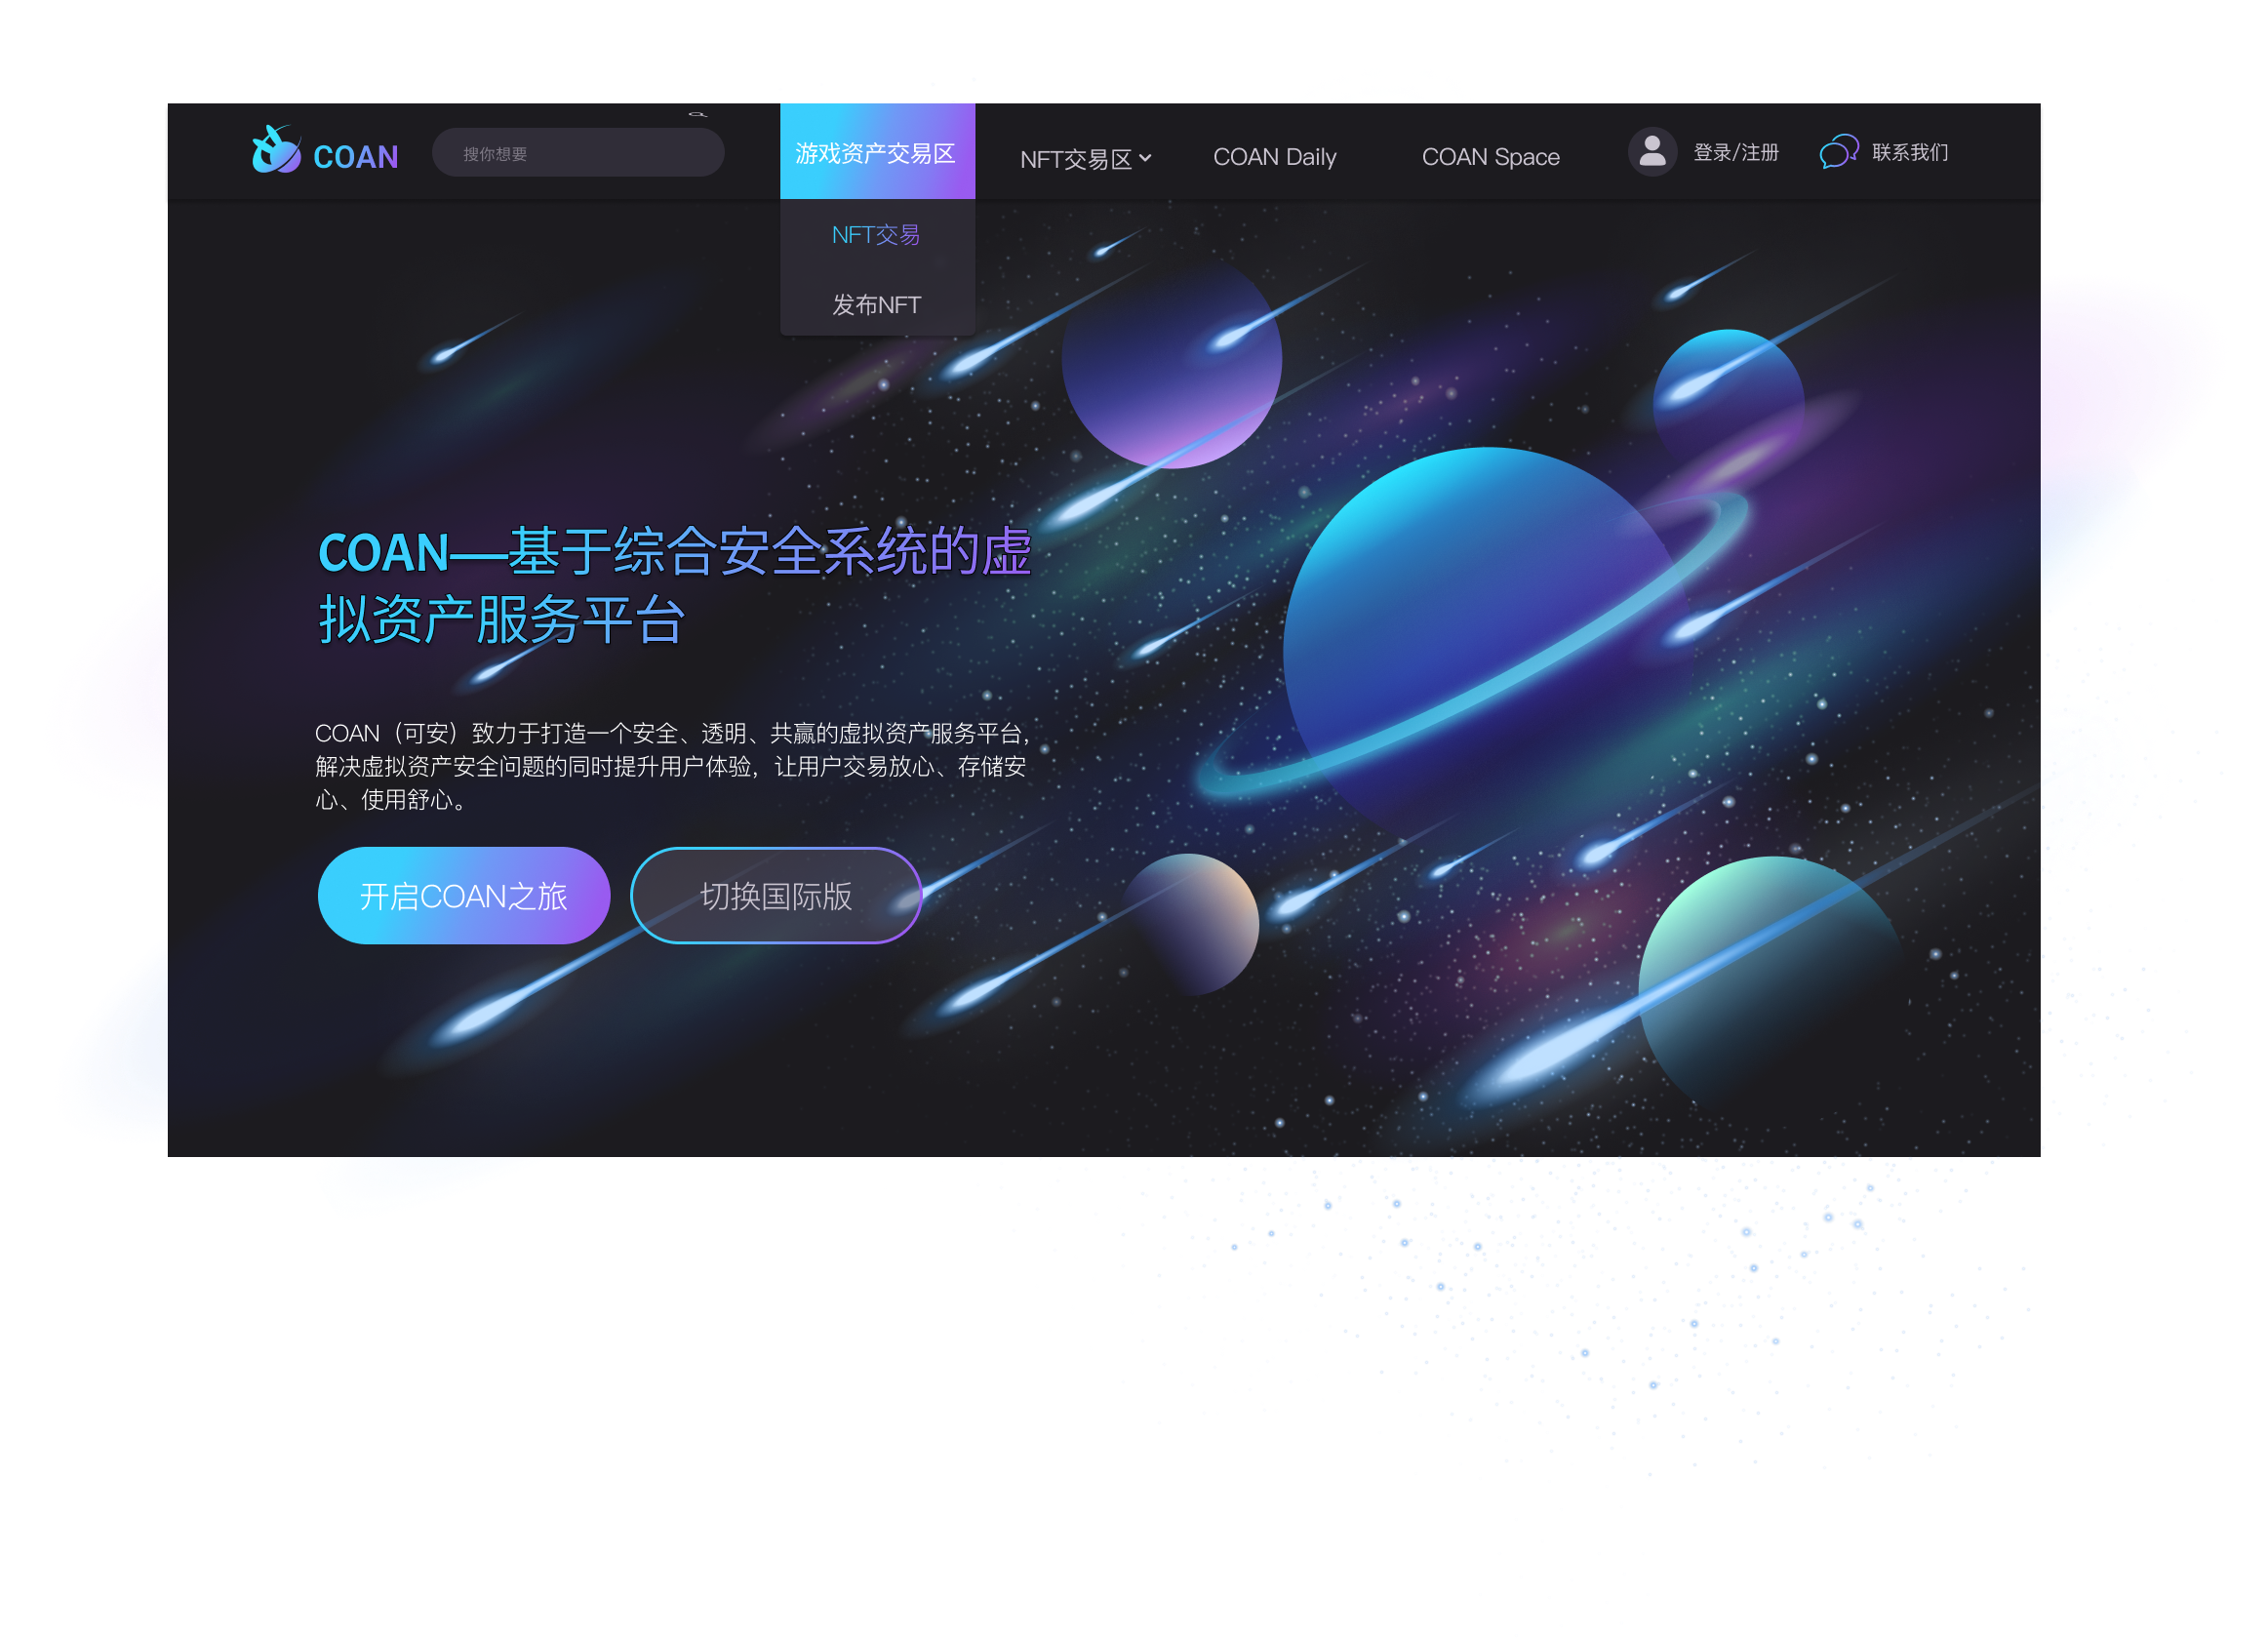 COAN
搜你想要
游戏资产交易区
NFT交易区
COAN Daily
COAN Space
登录/注册
联系我们
NFT交易
发布NFT
COAN—基于综合安全系统的虚
拟资产服务平台
COAN（可安）致力于打造一个安全、透明、共赢的虚拟资产服务平台，
解决虚拟资产安全问题的同时提升用户体验，让用户交易放心、存储安
心、使用舒心。
开启COAN之旅
切换国际版